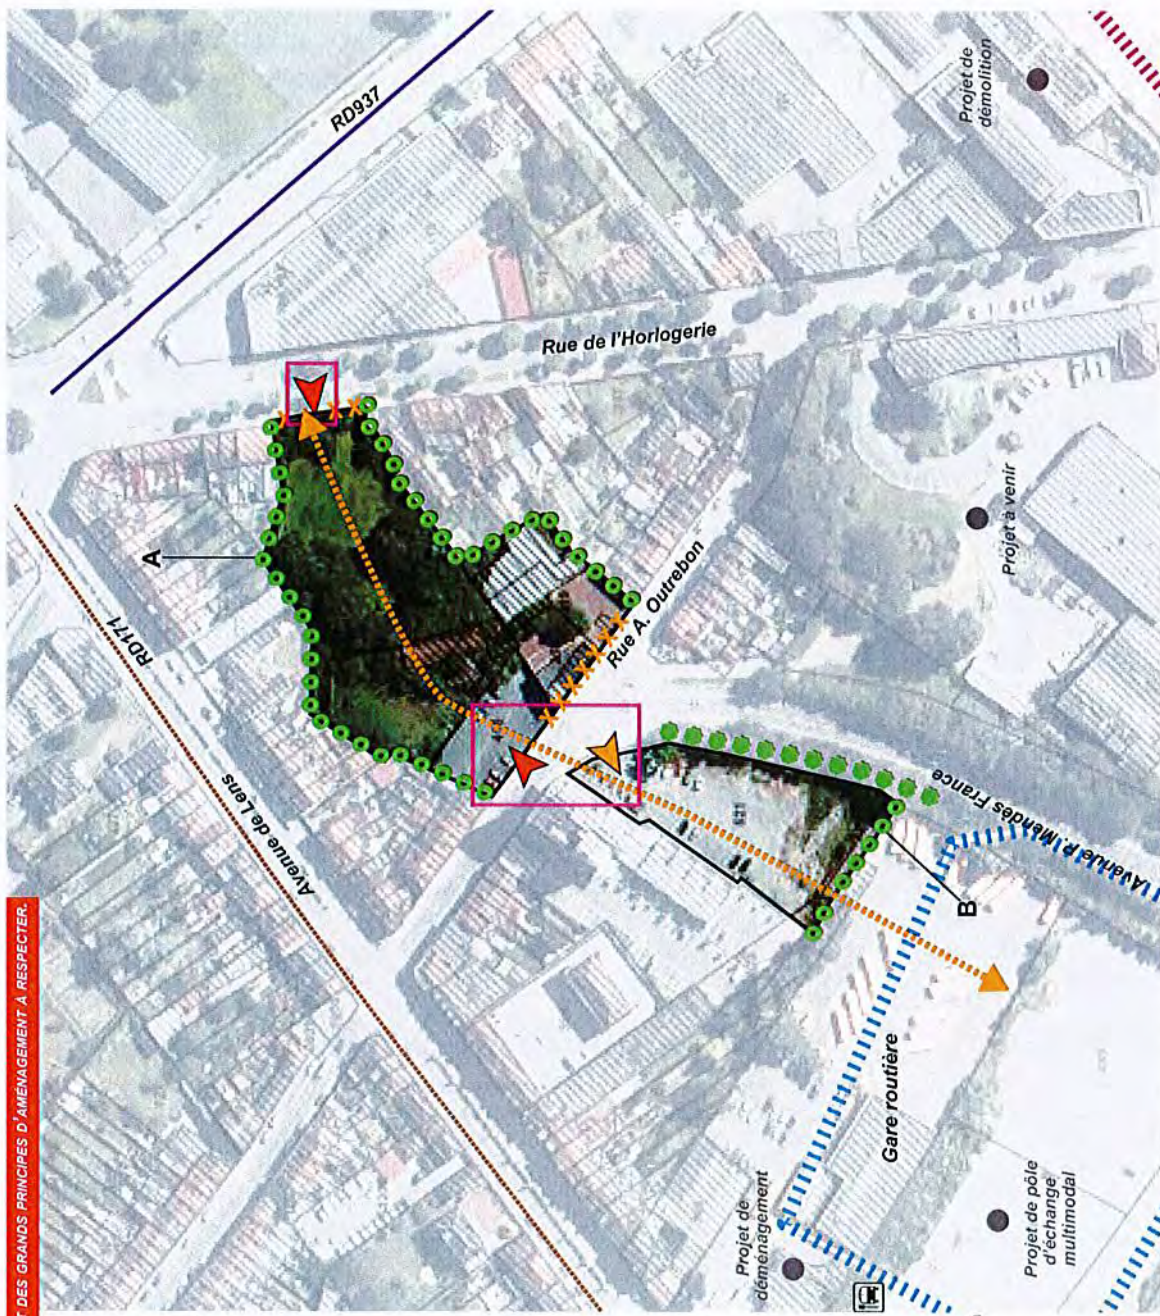 T DES GRANDS PRINCIPES D'AMÉNAGEMENT À RESPECTER.
RD937
Projet de
démolition
Rue de l'Horlogerie
A
RD171
Avenue de Lens
Rue A. Outrebon
Projet à venir
Avenue P. Mendès France
B
Gare routière
Projet de
déménagement
Projet de pôle
d'échange
multimodal